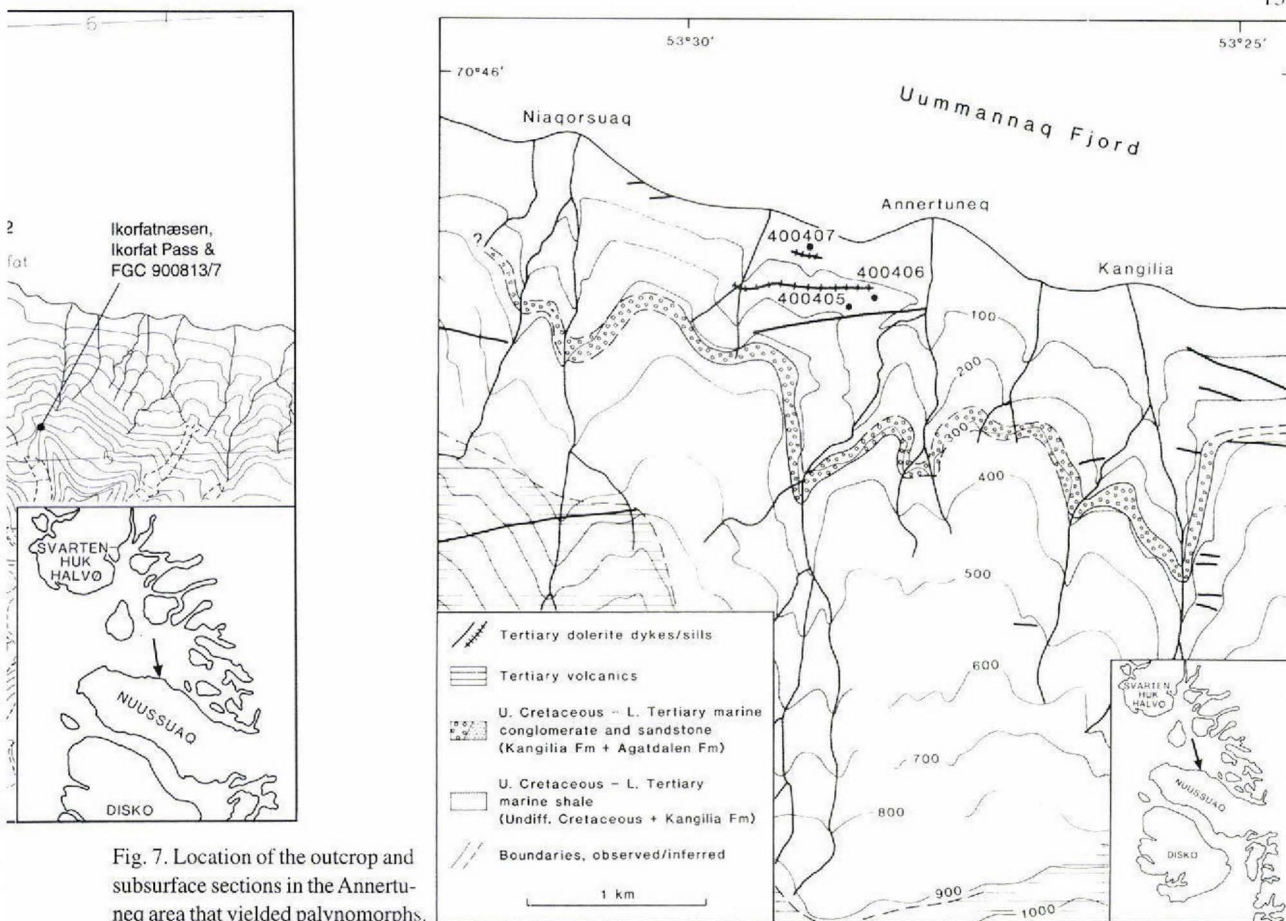 6
Ikorfatnæsen,
Ikorfat Pass &
FGC 900813/7
SVARTEN-
HUK
HALVØ
NUUSSUAQ
DISKO
Fig. 7. Location of the outcrop and
subsurface sections in the Annertu-
neq area that yielded palynomorphs.
53°30'
53°25'
70°46'
Uummannaq Fjord
Niaqorsuaq
Annertuneq
Kangilia
400407
400406
400405
?
100
200
300
400
500
600
700
800
900
1000
Tertiary dolerite dykes/sills
Tertiary volcanics
U. Cretaceous – L. Tertiary marine
conglomerate and sandstone
(Kangilia Fm + Agatdalen Fm)
U. Cretaceous – L. Tertiary
marine shale
(Undiff. Cretaceous + Kangilia Fm)
Boundaries, observed/inferred
1 km
SVARTEN-
HUK
HALVØ
NUUSSUAQ
DISKO